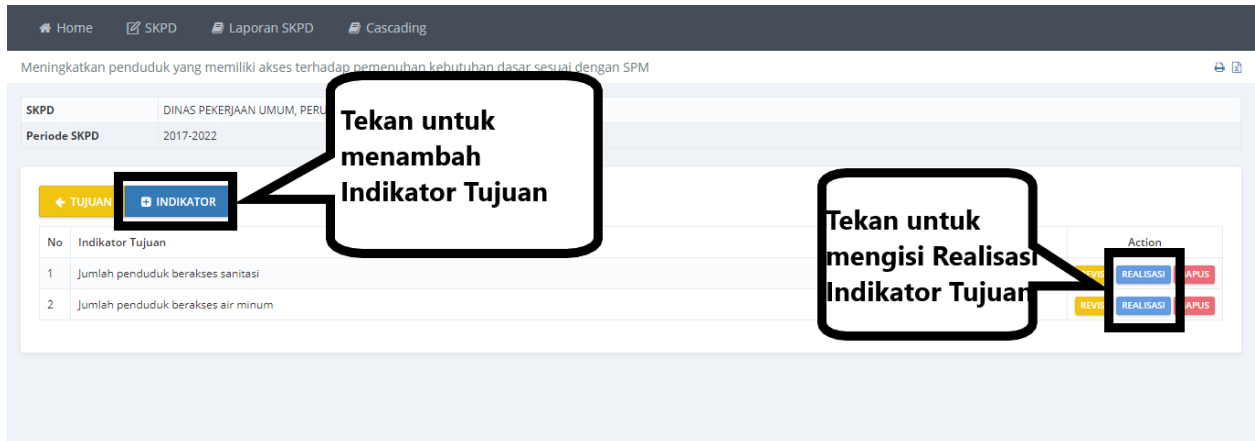 Home SKPD Laporan SKPD Cascading
Meningkatkan penduduk yang memiliki akses terhadap pemenuhan kebutuhan dasar sesuai dengan SPM
SKPD DINAS PEKERJAAN UMUM,
Periode SKPD 2017-2022
Tekan untuk
menambah
Indikator Tujuan
TUJUAN INDIKATOR
Tekan untuk
mengisi Realisasi
Indikator Tujuan
No Indikator Tujuan Action
1 Jumlah penduduk berakses sanitasi REALISASI
2 Jumlah penduduk berakses air minum REALISASI